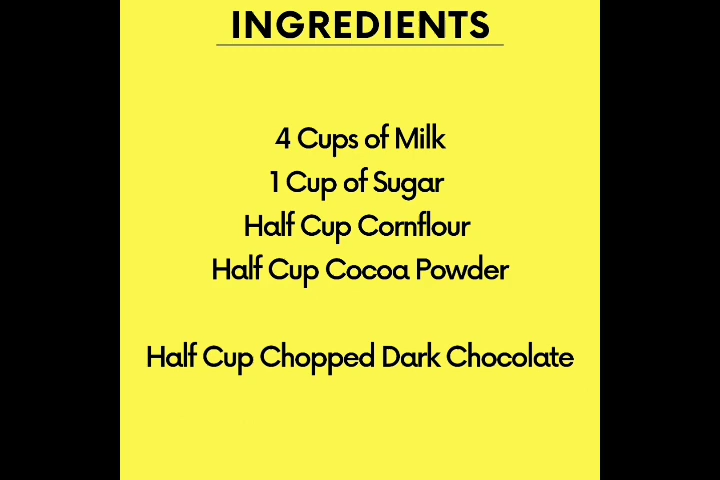 INGREDIENTS
4 Cups of Milk
1 Cup of Sugar
Half Cup Cornflour
Half Cup Cocoa Powder
Half Cup Chopped Dark Chocolate